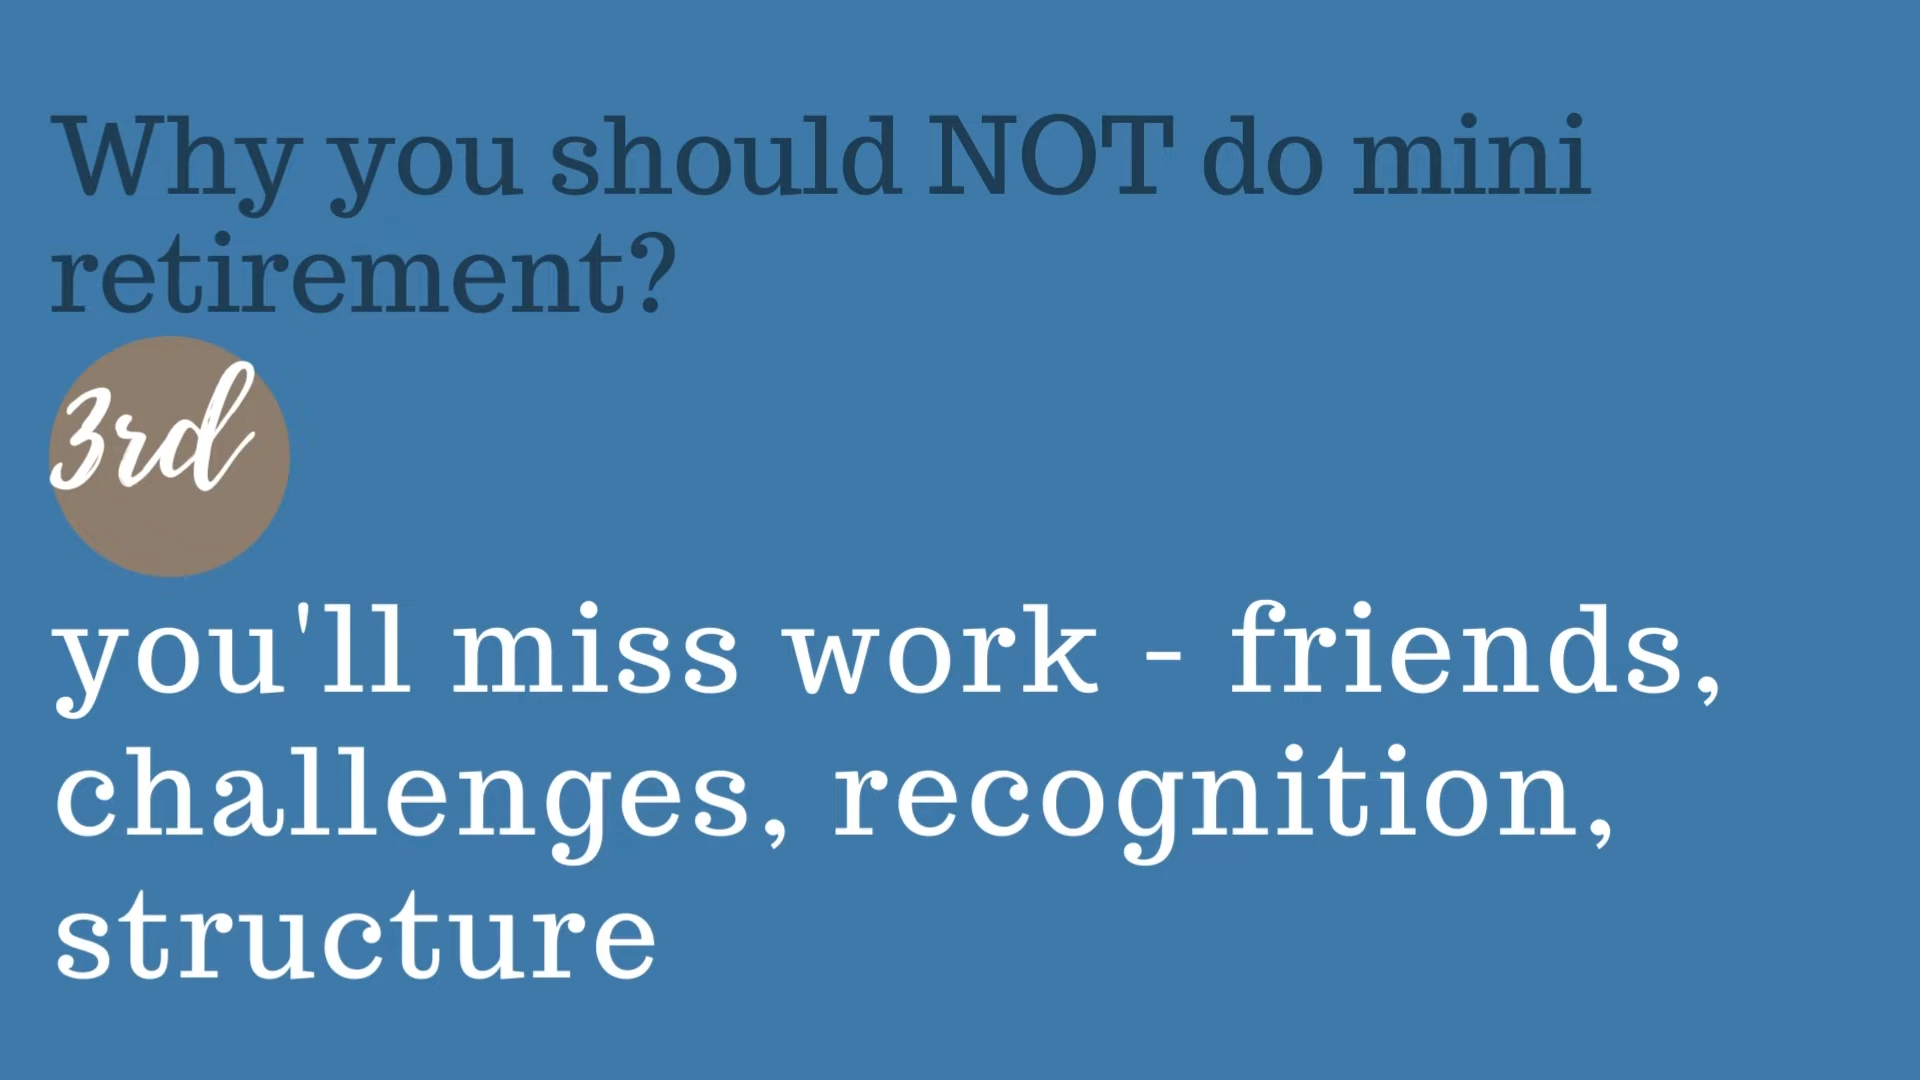 Why you should NOT do mini
retirement?
3rd
you'll miss work - friends,
challenges, recognition,
structure